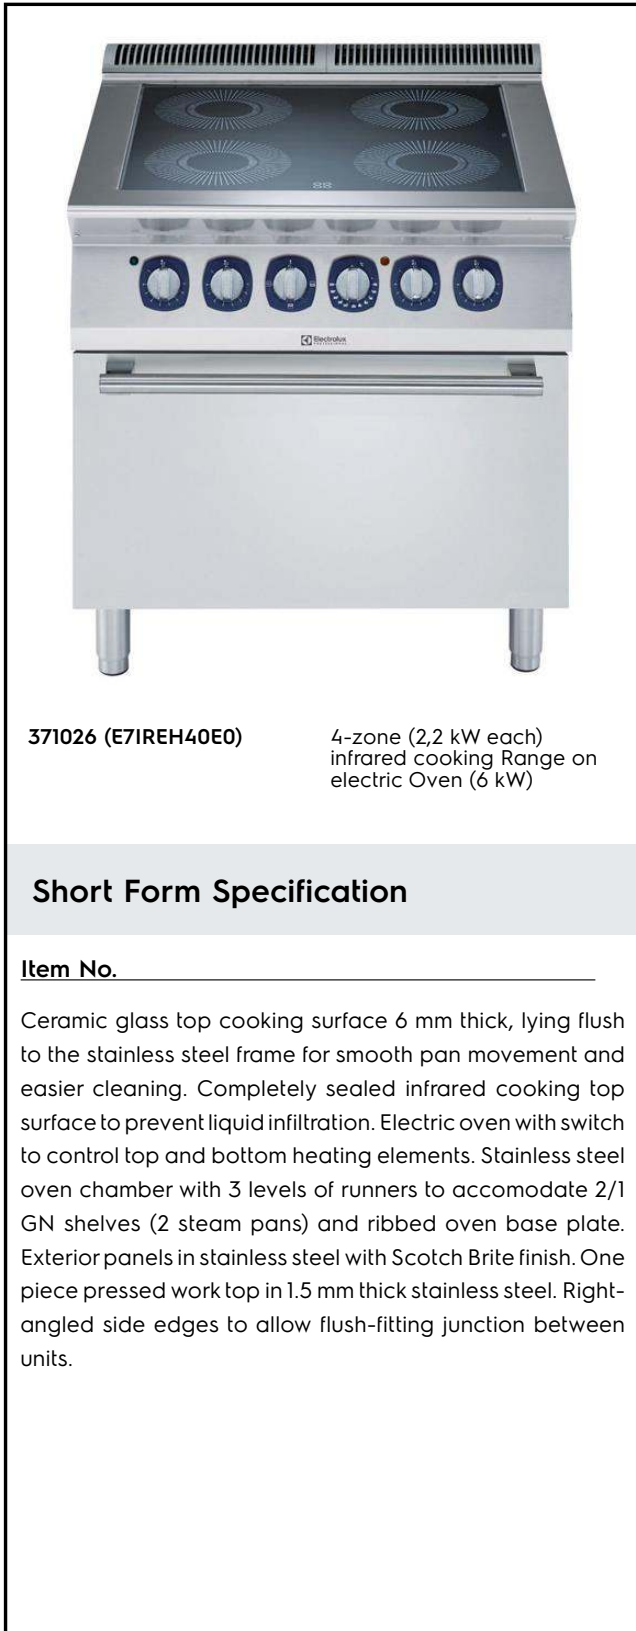 Electrolux
PROFESSIONAL
371026 (E7IREH40E0)
4-zone (2,2 kW each)
infrared cooking Range on
electric Oven (6 kW)
Short Form Specification
Item No.
Ceramic glass top cooking surface 6 mm thick, lying flush
to the stainless steel frame for smooth pan movement and
easier cleaning. Completely sealed infrared cooking top
surface to prevent liquid infiltration. Electric oven with switch
to control top and bottom heating elements. Stainless steel
oven chamber with 3 levels of runners to accomodate 2/1
GN shelves (2 steam pans) and ribbed oven base plate.
Exterior panels in stainless steel with Scotch Brite finish. One
piece pressed work top in 1.5 mm thick stainless steel. Right-
angled side edges to allow flush-fitting junction between
units.